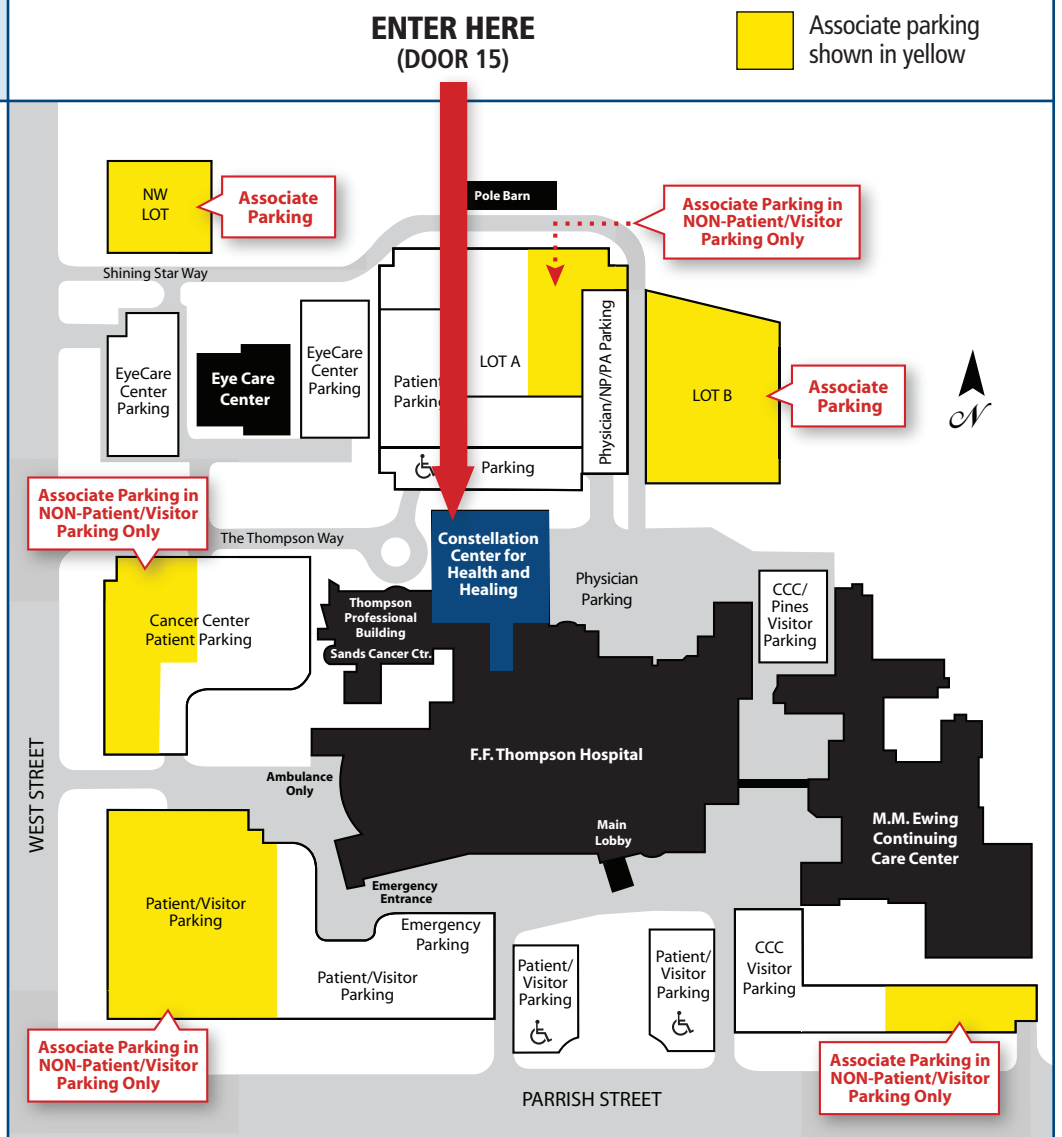 ENTER HERE
(DOOR 15)
Associate parking
shown in yellow
NW
LOT
Associate
Parking
Pole Barn
Associate Parking in
NON-Patient/Visitor
Parking Only
Shining Star Way
EyeCare
Center
Parking
Eye Care
Center
EyeCare
Center
Parking
Patient
Parking
LOT A
Physician/NP/PA Parking
LOT B
Associate
Parking
N
Parking
Associate Parking in
NON-Patient/Visitor
Parking Only
The Thompson Way
Constellation
Center for
Health and
Healing
Physician
Parking
CCC/
Pines
Visitor
Parking
Cancer Center
Patient Parking
Thompson
Professional
Building
Sands Cancer Ctr.
WEST STREET
F.F. Thompson Hospital
Ambulance
Only
Main
Lobby
M.M. Ewing
Continuing
Care Center
Emergency
Entrance
Patient/Visitor
Parking
Emergency
Parking
Patient/Visitor
Parking
Patient/
Visitor
Parking
Patient/
Visitor
Parking
CCC
Visitor
Parking
Associate Parking in
NON-Patient/Visitor
Parking Only
Associate Parking in
NON-Patient/Visitor
Parking Only
PARRISH STREET